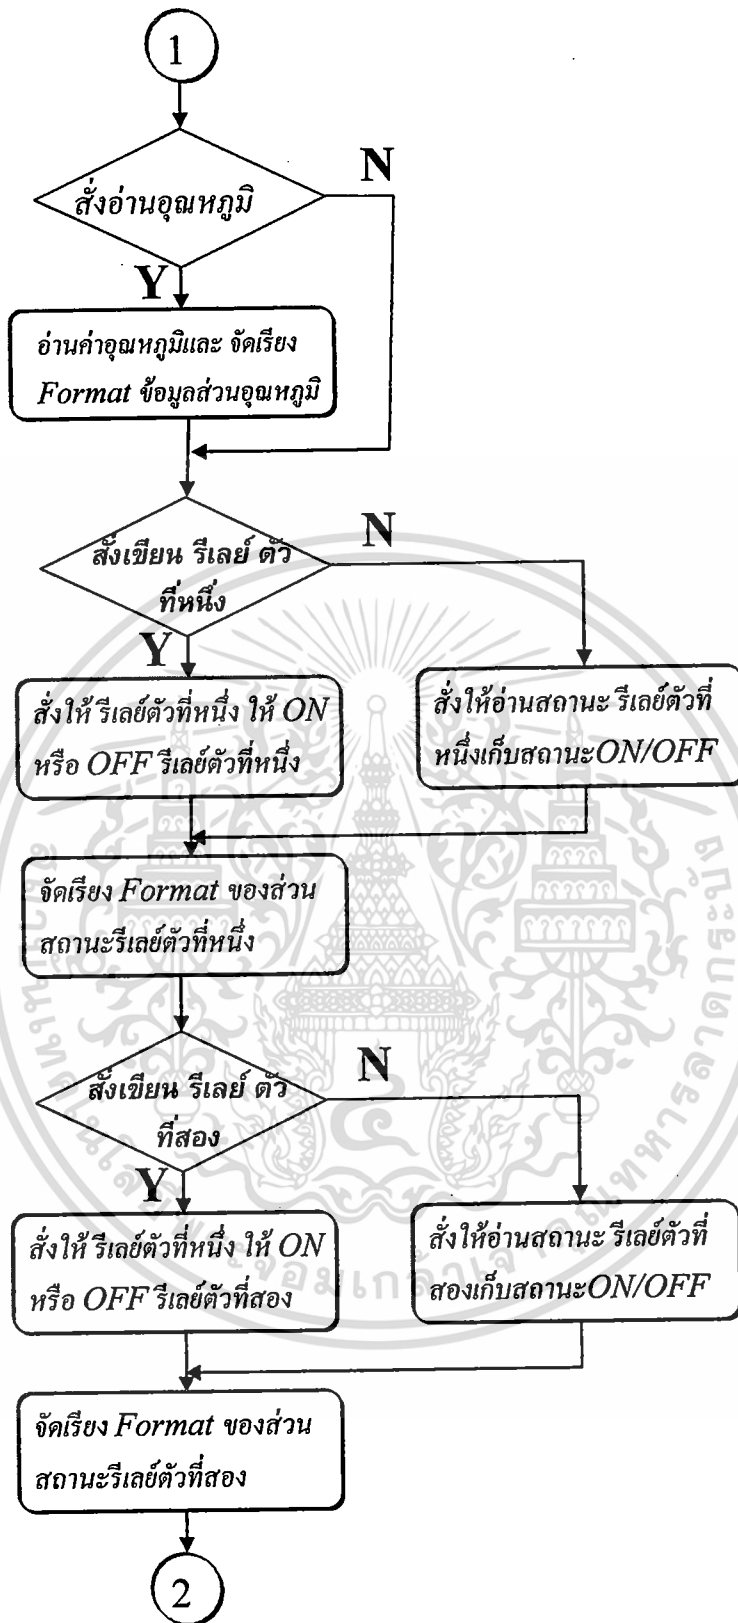 1
สั่งอ่านอุณหภูมิ
N
Y
อ่านค่าอุณหภูมิและ จัดเรียง
Format ข้อมูลส่วนอุณหภูมิ
สั่งเขียน รีเลย์ ตัว
ที่หนึ่ง
N
Y
สั่งให้ รีเลย์ตัวที่หนึ่ง ให้ ON
หรือ OFF รีเลย์ตัวที่หนึ่ง
สั่งให้อ่านสถานะ รีเลย์ตัวที่
หนึ่งเก็บสถานะON/OFF
จัดเรียง Format ของส่วน
สถานะรีเลย์ตัวที่หนึ่ง
สั่งเขียน รีเลย์ ตัว
ที่สอง
N
Y
สั่งให้ รีเลย์ตัวที่หนึ่ง ให้ ON
หรือ OFF รีเลย์ตัวที่สอง
สั่งให้อ่านสถานะ รีเลย์ตัวที่
สองเก็บสถานะON/OFF
จัดเรียง Format ของส่วน
สถานะรีเลย์ตัวที่สอง
2